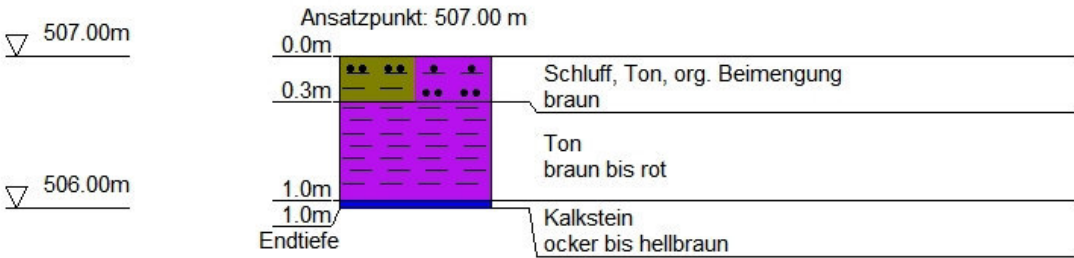 Ansatzpunkt: 507.00 m
507.00m
0.0m
Schluff, Ton, org. Beimengung
braun
0.3m
Ton
braun bis rot
506.00m
1.0m
1.0m
Kalkstein
ocker bis hellbraun
Endtiefe